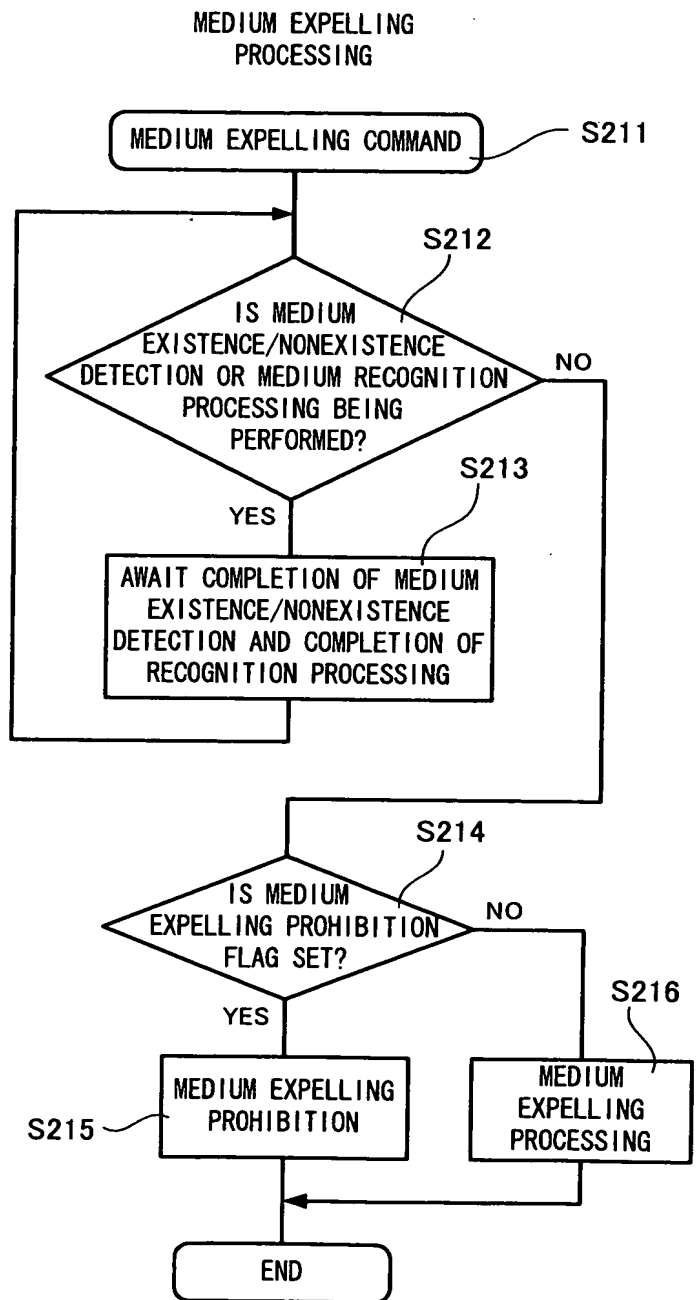 MEDIUM EXPELLING
PROCESSING
MEDIUM EXPELLING COMMAND
S211
S212
IS MEDIUM
EXISTENCE/NONEXISTENCE
DETECTION OR MEDIUM RECOGNITION
PROCESSING BEING
PERFORMED?
NO
YES
S213
AWAIT COMPLETION OF MEDIUM
EXISTENCE/NONEXISTENCE
DETECTION AND COMPLETION OF
RECOGNITION PROCESSING
S214
IS MEDIUM
EXPELLING PROHIBITION
FLAG SET?
NO
YES
S216
MEDIUM EXPELLING
PROHIBITION
S215
MEDIUM
EXPELLING
PROCESSING
END